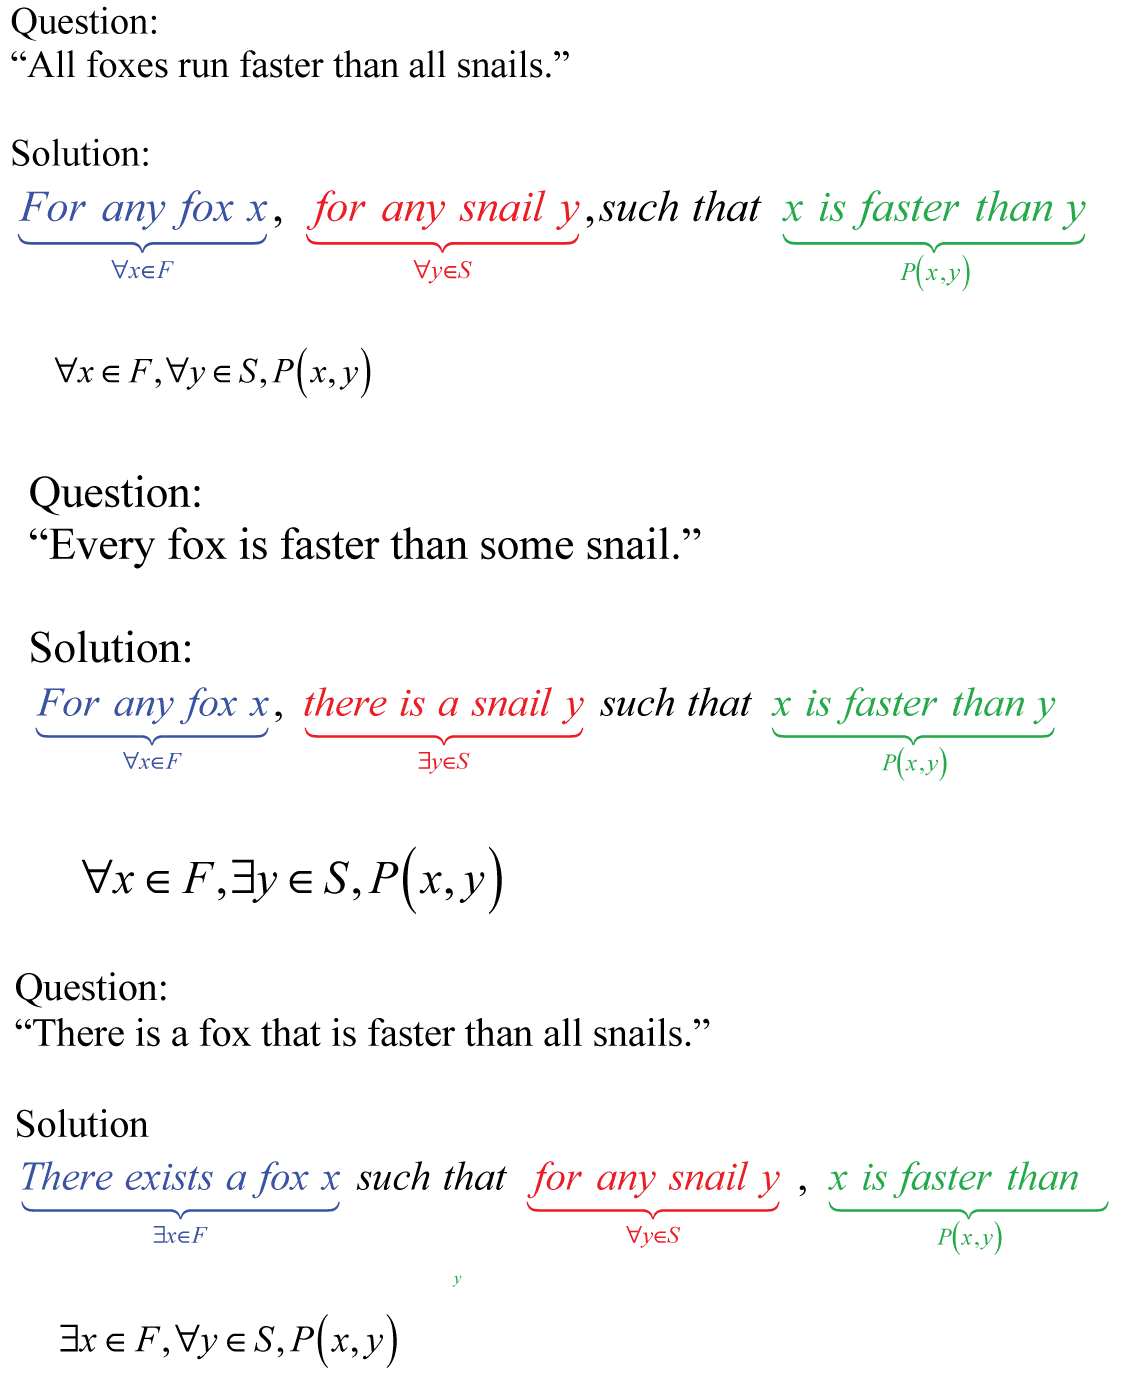 Question:
“All foxes run faster than all snails.”
Solution:
For any fox x, for any snail y, such that x is faster than y
∀x∈F ∀y∈S P(x,y)
∀x ∈ F, ∀y ∈ S, P(x, y)
Question:
“Every fox is faster than some snail.”
Solution:
For any fox x, there is a snail y such that x is faster than y
∀x∈F ∃y∈S P(x,y)
∀x ∈ F, ∃y ∈ S, P(x, y)
Question:
“There is a fox that is faster than all snails.”
Solution
There exists a fox x such that for any snail y , x is faster than
∃x∈F ∀y∈S P(x,y)
y
∃x ∈ F, ∀y ∈ S, P(x, y)